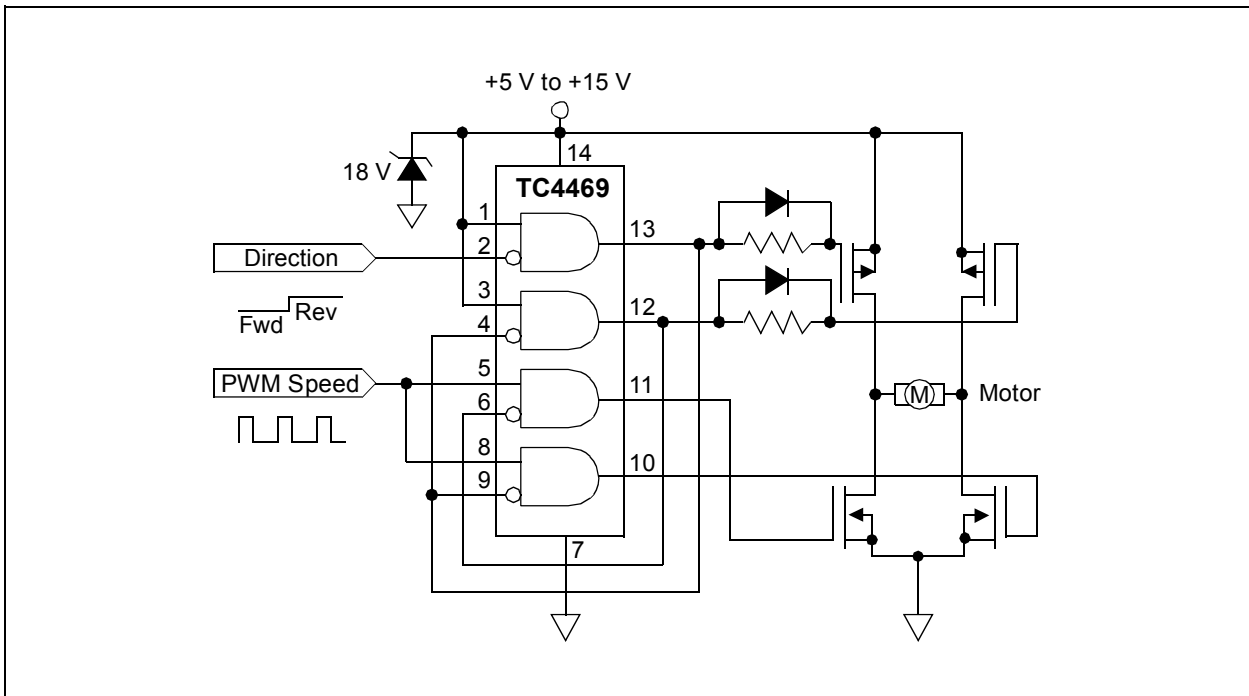 +5 V to +15 V
14
18 V
TC4469
1
13
2
Direction
3
12
Fwd Rev
4
PWM Speed
5
11
6
Motor
M
8
10
9
7